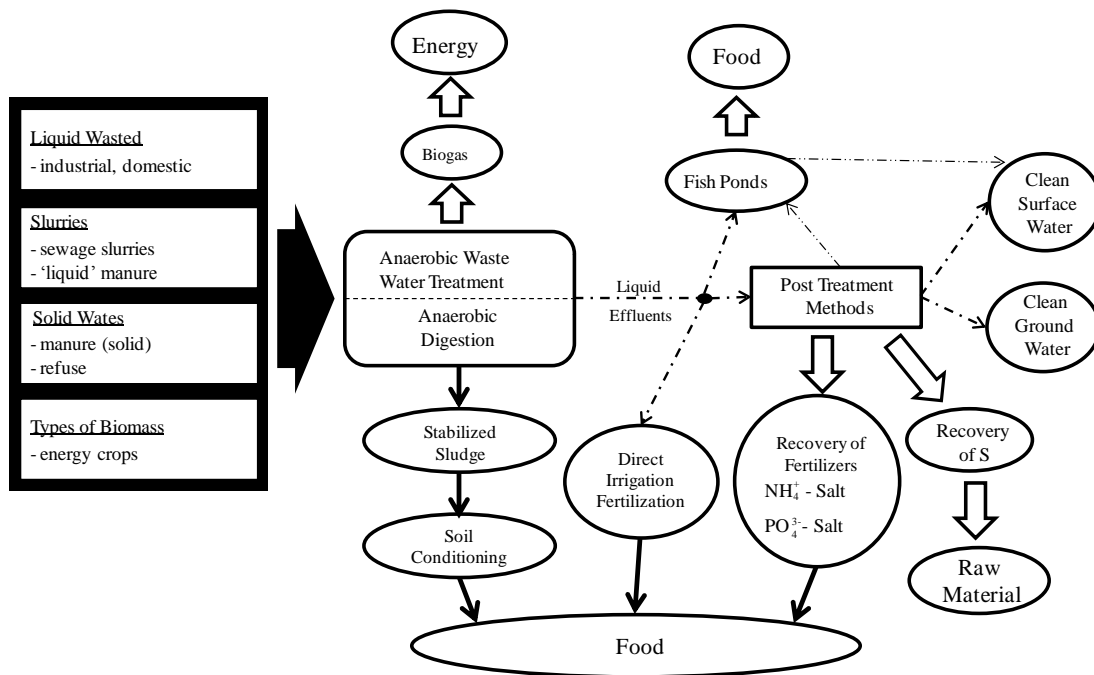 Energy
Food
Liquid Wasted
- industrial, domestic
Biogas
Fish Ponds
Clean
Surface
Water
Slurries
- sewage slurries
- ‘liquid’ manure
Anaerobic Waste
Water Treatment
Anaerobic
Digestion
Liquid
Effluents
Post Treatment
Methods
Clean
Ground
Water
Solid Wates
- manure (solid)
- refuse
Types of Biomass
- energy crops
Stabilized
Sludge
Direct
Irrigation
Fertilization
Recovery of
Fertilizers
NH₄⁺ - Salt
PO₄³⁻ - Salt
Recovery
of S
Soil
Conditioning
Raw
Material
Food